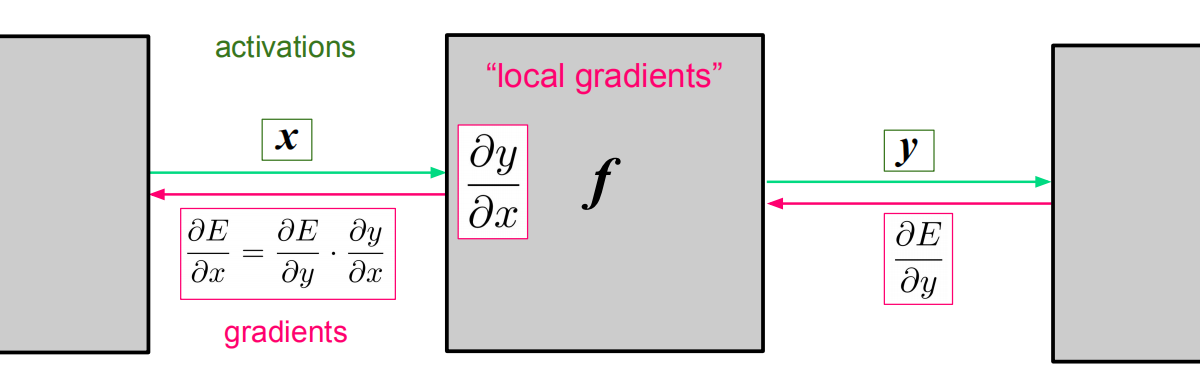 activations
“local gradients”
x
y
∂y/∂x
f
∂E/∂x = ∂E/∂y · ∂y/∂x
∂E/∂y
gradients